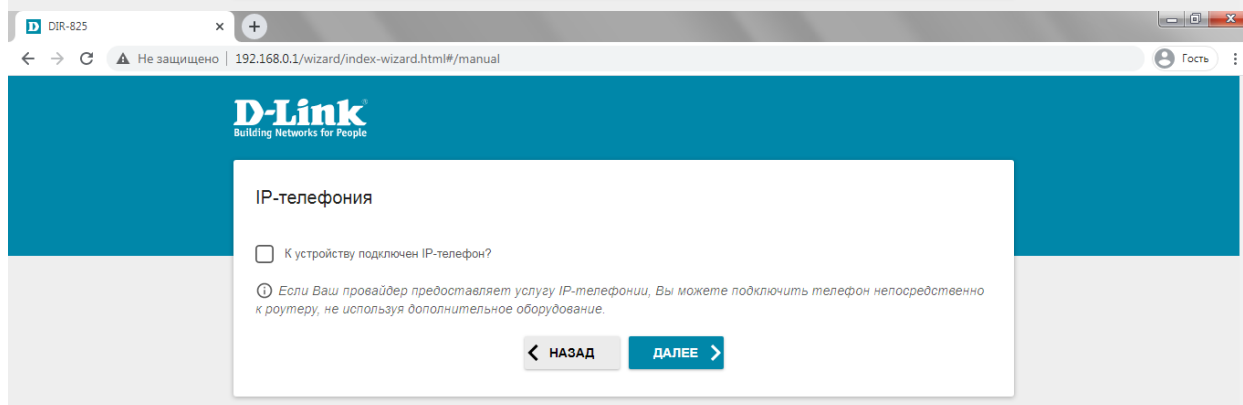 DIR-825
Не защищено
192.168.0.1/wizard/index-wizard.html#/manual
Гость
D-Link
Building Networks for People
IP-телефония
К устройству подключен IP-телефон?
Если Ваш провайдер предоставляет услугу IP-телефонии, Вы можете подключить телефон непосредственно
к роутеру, не используя дополнительное оборудование.
НАЗАД
ДАЛЕЕ